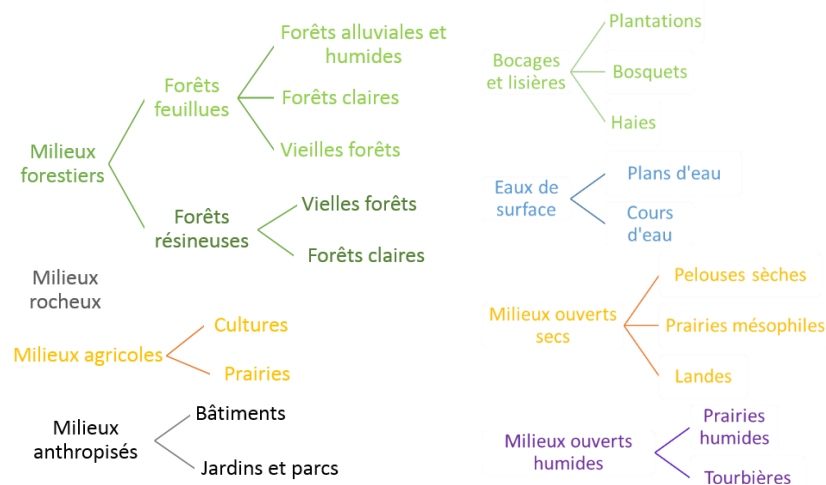 Milieux
forestiers
Forêts
feuillues
Forêts alluviales et
humides
Forêts claires
Vieilles forêts
Forêts
résineuses
Vielles forêts
Forêts claires
Milieux
rocheux
Milieux agricoles
Cultures
Prairies
Milieux
anthropisés
Bâtiments
Jardins et parcs
Bocages
et lisières
Plantations
Bosquets
Haies
Eaux de
surface
Plans d'eau
Cours
d'eau
Milieux ouverts
secs
Pelouses sèches
Prairies mésophiles
Landes
Milieux ouverts
humides
Prairies
humides
Tourbières